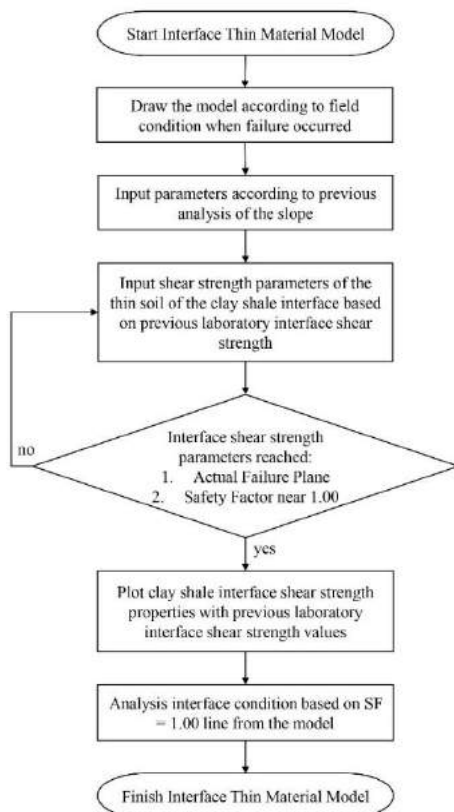 Start Interface Thin Material Model
Draw the model according to field
condition when failure occurred
Input parameters according to previous
analysis of the slope
Input shear strength parameters of the
thin soil of the clay shale interface based
on previous laboratory interface shear
strength
no
Interface shear strength
parameters reached:
1. Actual Failure Plane
2. Safety Factor near 1.00
yes
Plot clay shale interface shear strength
properties with previous laboratory
interface shear strength values
Analysis interface condition based on SF
= 1.00 line from the model
Finish Interface Thin Material Model